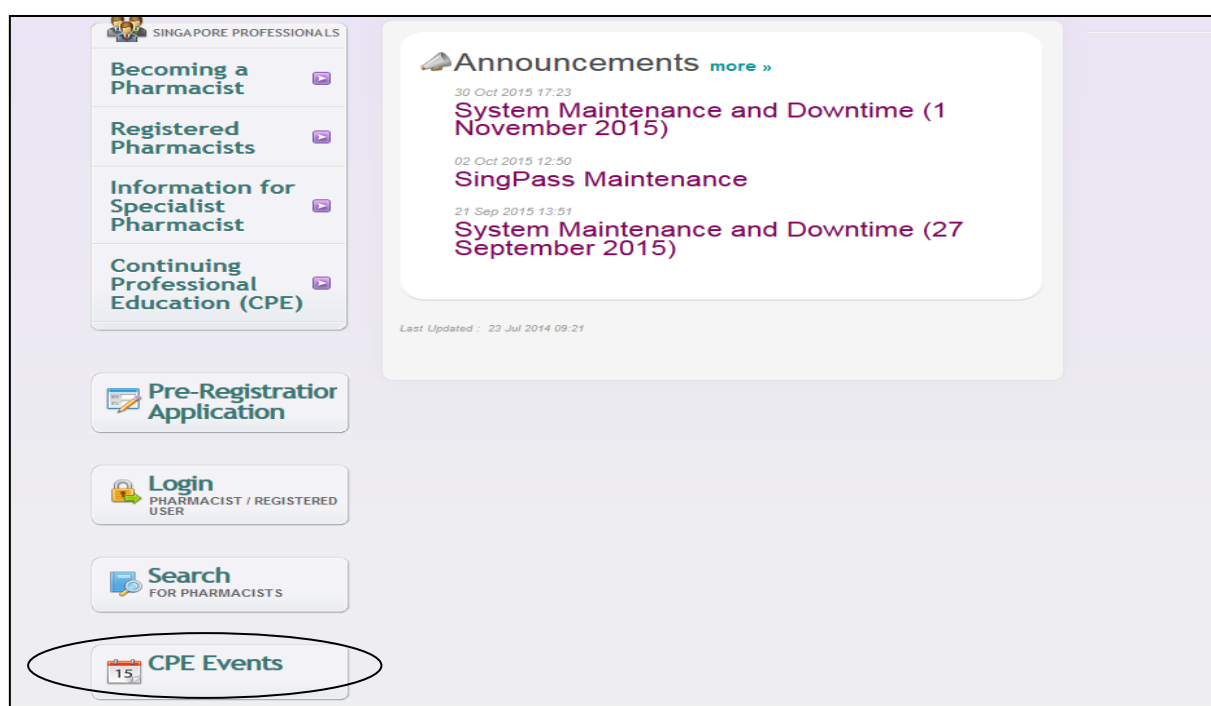 SINGAPORE PROFESSIONALS
Becoming a
Pharmacist
Registered
Pharmacists
Information for
Specialist
Pharmacist
Continuing
Professional
Education (CPE)
Pre-Registration
Application
Login
PHARMACIST / REGISTERED
USER
Search
FOR PHARMACISTS
15
CPE Events
Announcements more »
30 Oct 2015 17:23
System Maintenance and Downtime (1
November 2015)
02 Oct 2015 12:50
SingPass Maintenance
21 Sep 2015 13:51
System Maintenance and Downtime (27
September 2015)
Last Updated : 23 Jul 2014 09:21